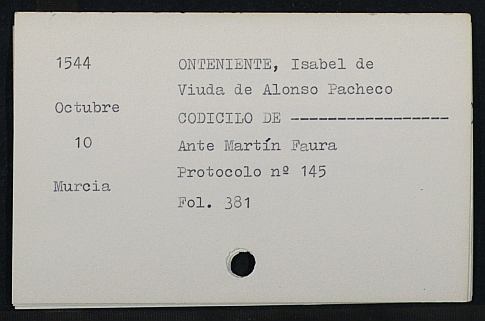 1544
ONTENIENTE, Isabel de
Viuda de Alonso Pacheco
Octubre
CODICILO DE -----------------
10
Ante Martín Faura
Protocolo nº 145
Murcia
Fol. 381